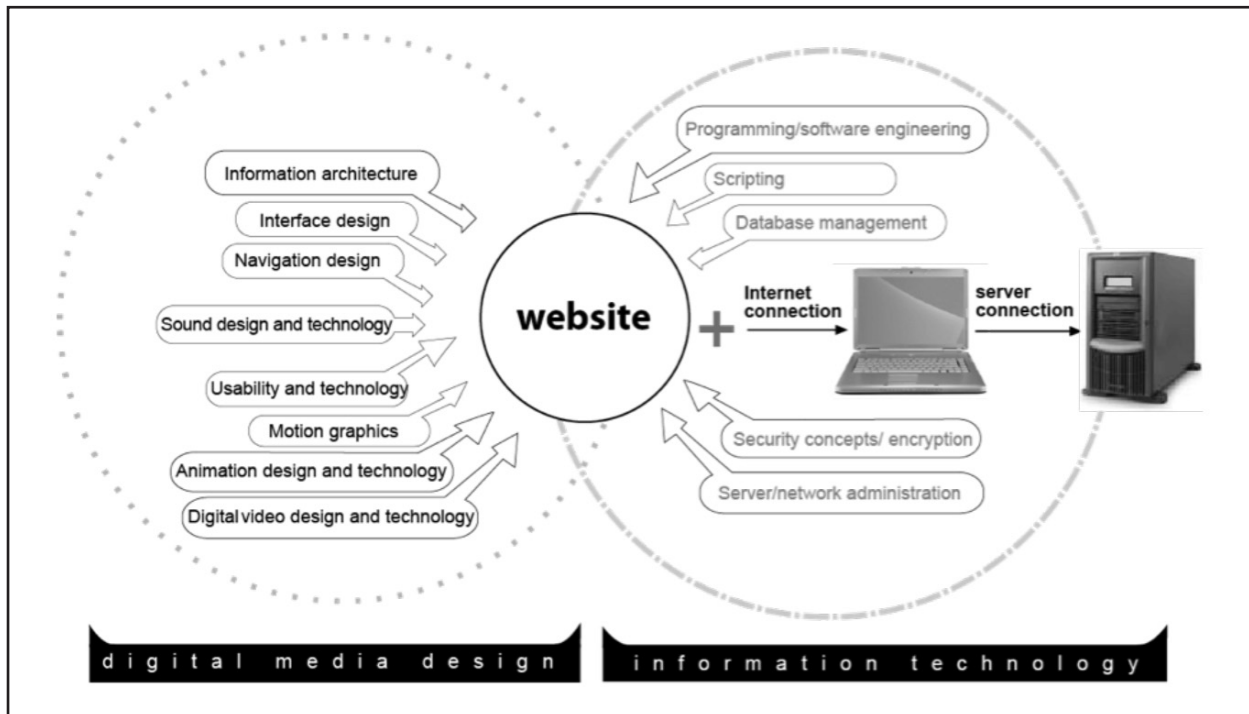 Information architecture
Interface design
Navigation design
Sound design and technology
Usability and technology
Motion graphics
Animation design and technology
Digital video design and technology
website
Programming/software engineering
Scripting
Database management
+
Internet
connection
server
connection
Security concepts/ encryption
Server/network administration
digital media design
information technology